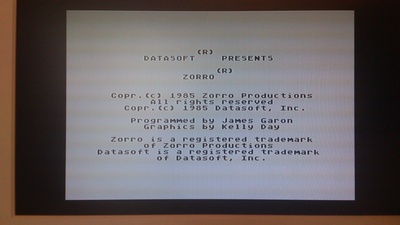 (R)
DATASOFT PRESENTS
(R)
ZORRO
Copr.(c) 1985 Zorro Productions
All rights reserved
Copr.(c) 1985 Datasoft, Inc.
Programmed by James Garon
Graphics by Kelly Day
Zorro is a registered trademark
of Zorro Productions
Datasoft is a registered trademark
of Datasoft, Inc.